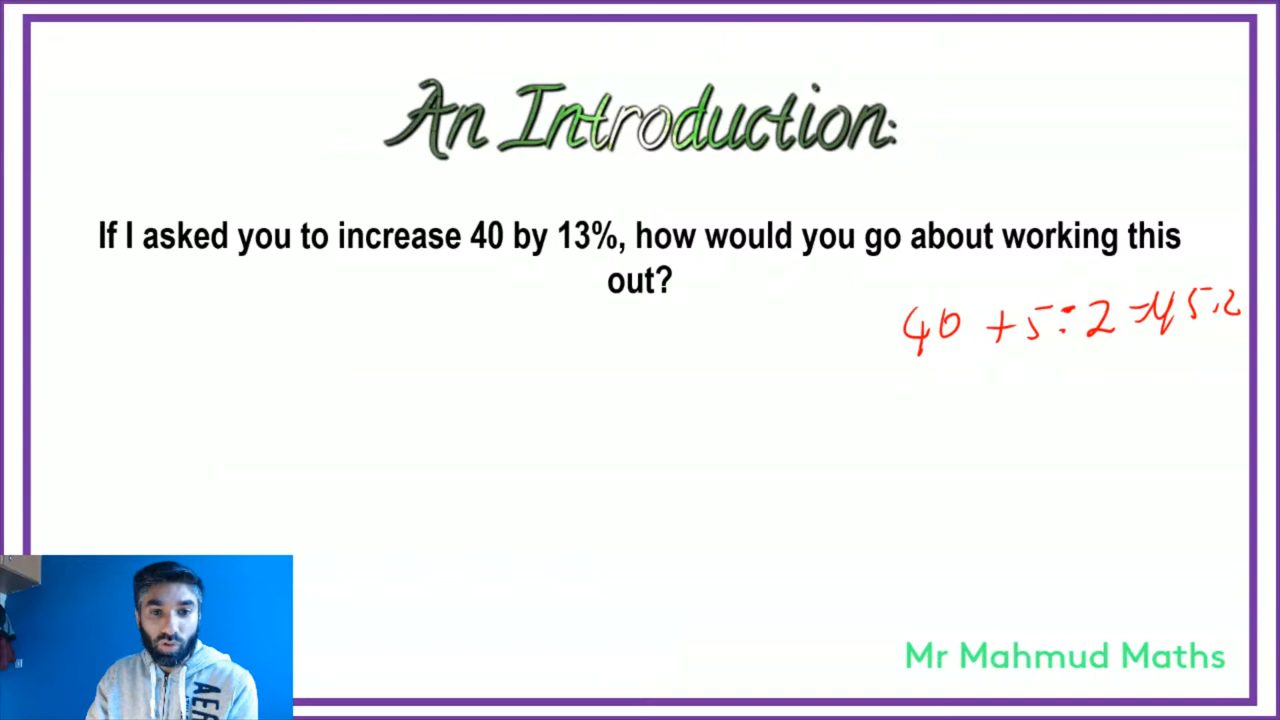 An Introduction:
If I asked you to increase 40 by 13%, how would you go about working this
out?
40 + 5.2 = 45.2
AER
Mr Mahmud Maths